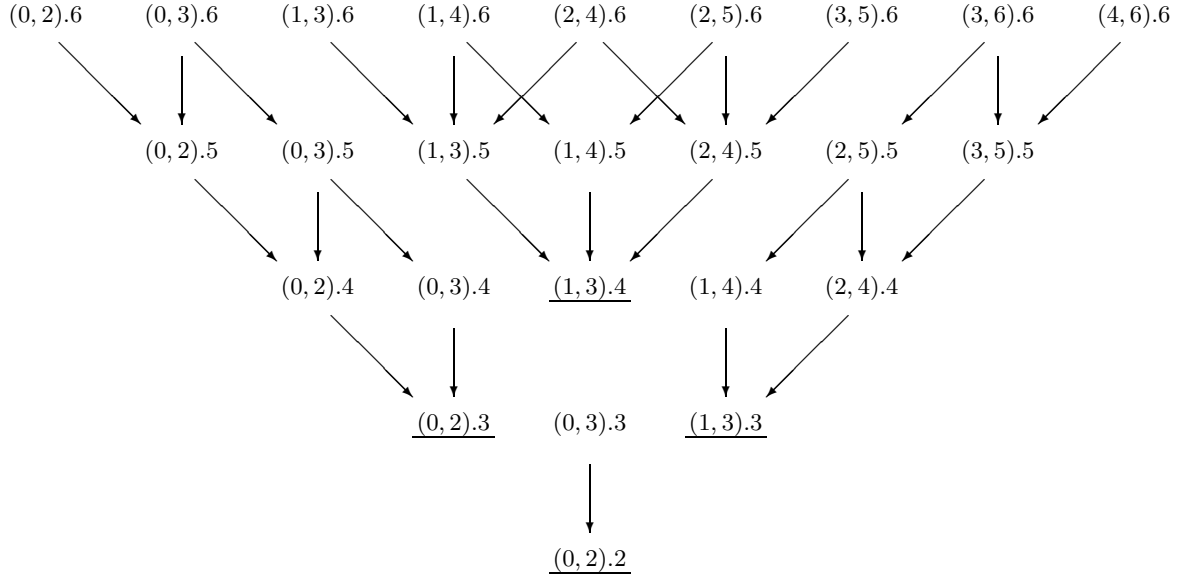 (0, 2).6 (0, 3).6 (1, 3).6 (1, 4).6 (2, 4).6 (2, 5).6 (3, 5).6 (3, 6).6 (4, 6).6
(0, 2).5 (0, 3).5 (1, 3).5 (1, 4).5 (2, 4).5 (2, 5).5 (3, 5).5
(0, 2).4 (0, 3).4 (1, 3).4 (1, 4).4 (2, 4).4
(0, 2).3 (0, 3).3 (1, 3).3
(0, 2).2